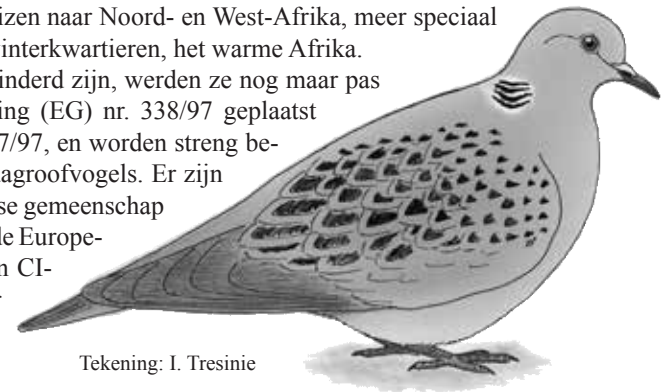 izen naar Noord- en West-Afrika, meer speciaal
interkwartieren, het warme Afrika.
inderd zijn, werden ze nog maar pas
ing (EG) nr. 338/97 geplaatst
7/97, en worden streng be-
agroofvogels. Er zijn
se gemeenschap
le Europe-
n CI-
Tekening: I. Tresinie